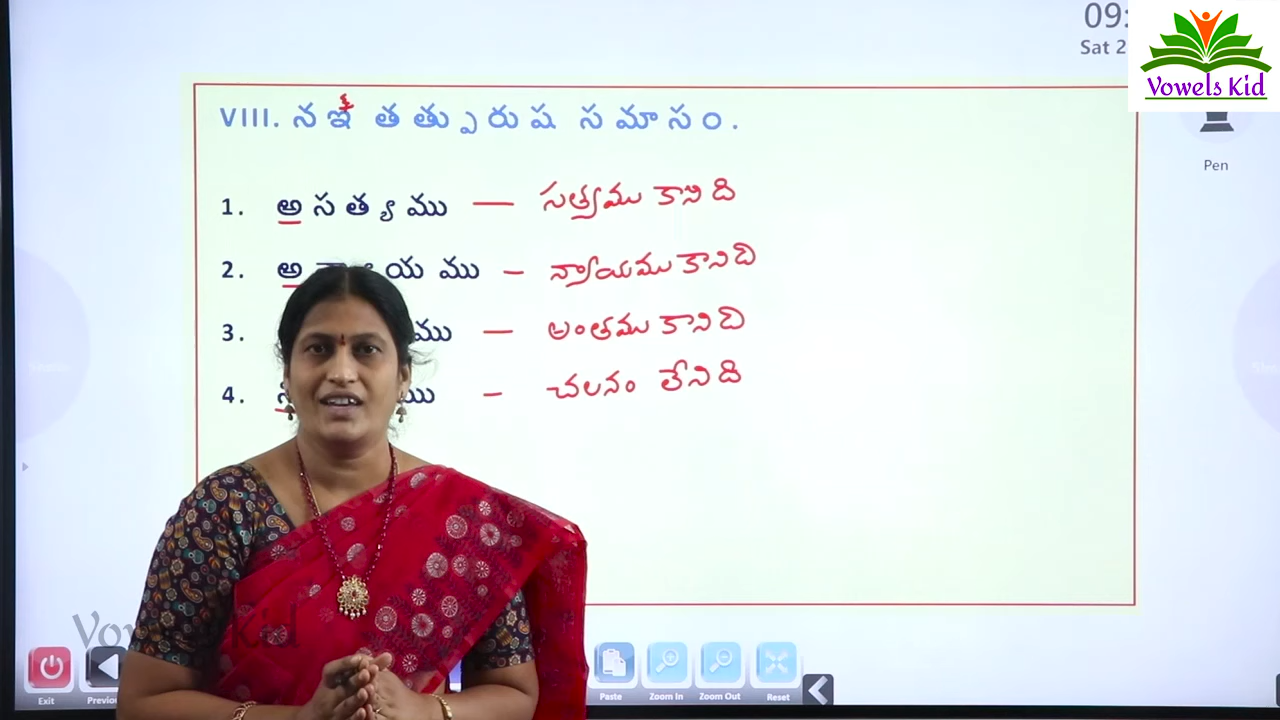 09:
Sat 2
Vowels Kid
Pen
VIII. నఞ్ తత్పురుష సమాసం.
1. అసత్యము — సత్యము కానిది
2. అ యము – న్యాయము కానిది
3. ము — అంతము కానిది
4. ము – చలనం లేనిది
Exit
Paste Zoom In Zoom Out Reset